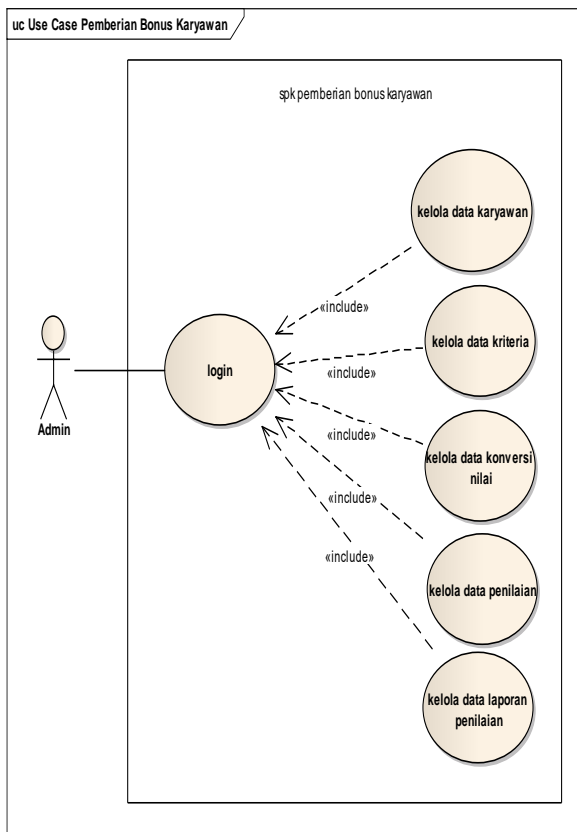 uc Use Case Pemberian Bonus Karyawan
spk pemberian bonus karyawan
kelola data karyawan
«include»
kelola data kriteria
«include»
login
«include»
kelola data konversi
nilai
Admin
«include»
«include»
kelola data penilaian
kelola data laporan
penilaian